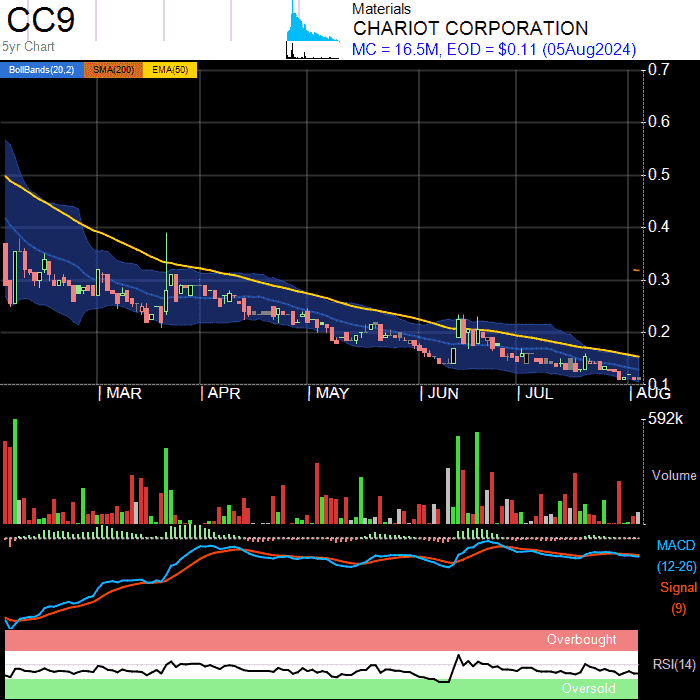 CC9
5yr Chart
Materials
CHARIOT CORPORATION
MC = 16.5M, EOD = $0.11 (05Aug2024)
BollBands(20,2) SMA(200) EMA(50)
0.7
0.6
0.5
0.4
0.3
0.2
0.1
| MAR | APR | MAY | JUN | JUL | AUG
592k
Volume
MACD
(12-26)
Signal
(9)
Overbought
RSI(14)
Oversold